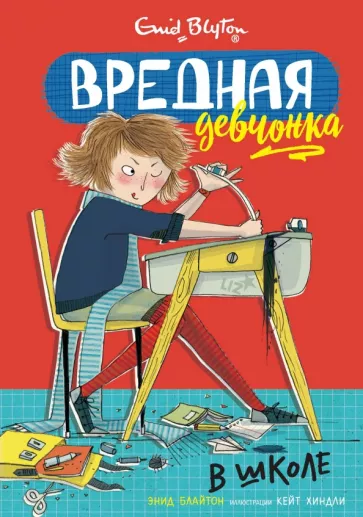 Enid Blyton®
ВРЕДНАЯ
девчонка
LIZ
В ШКОЛЕ
ЭНИД БЛАЙТОН ИЛЛЮСТРАЦИИ КЕЙТ ХИНДЛИ